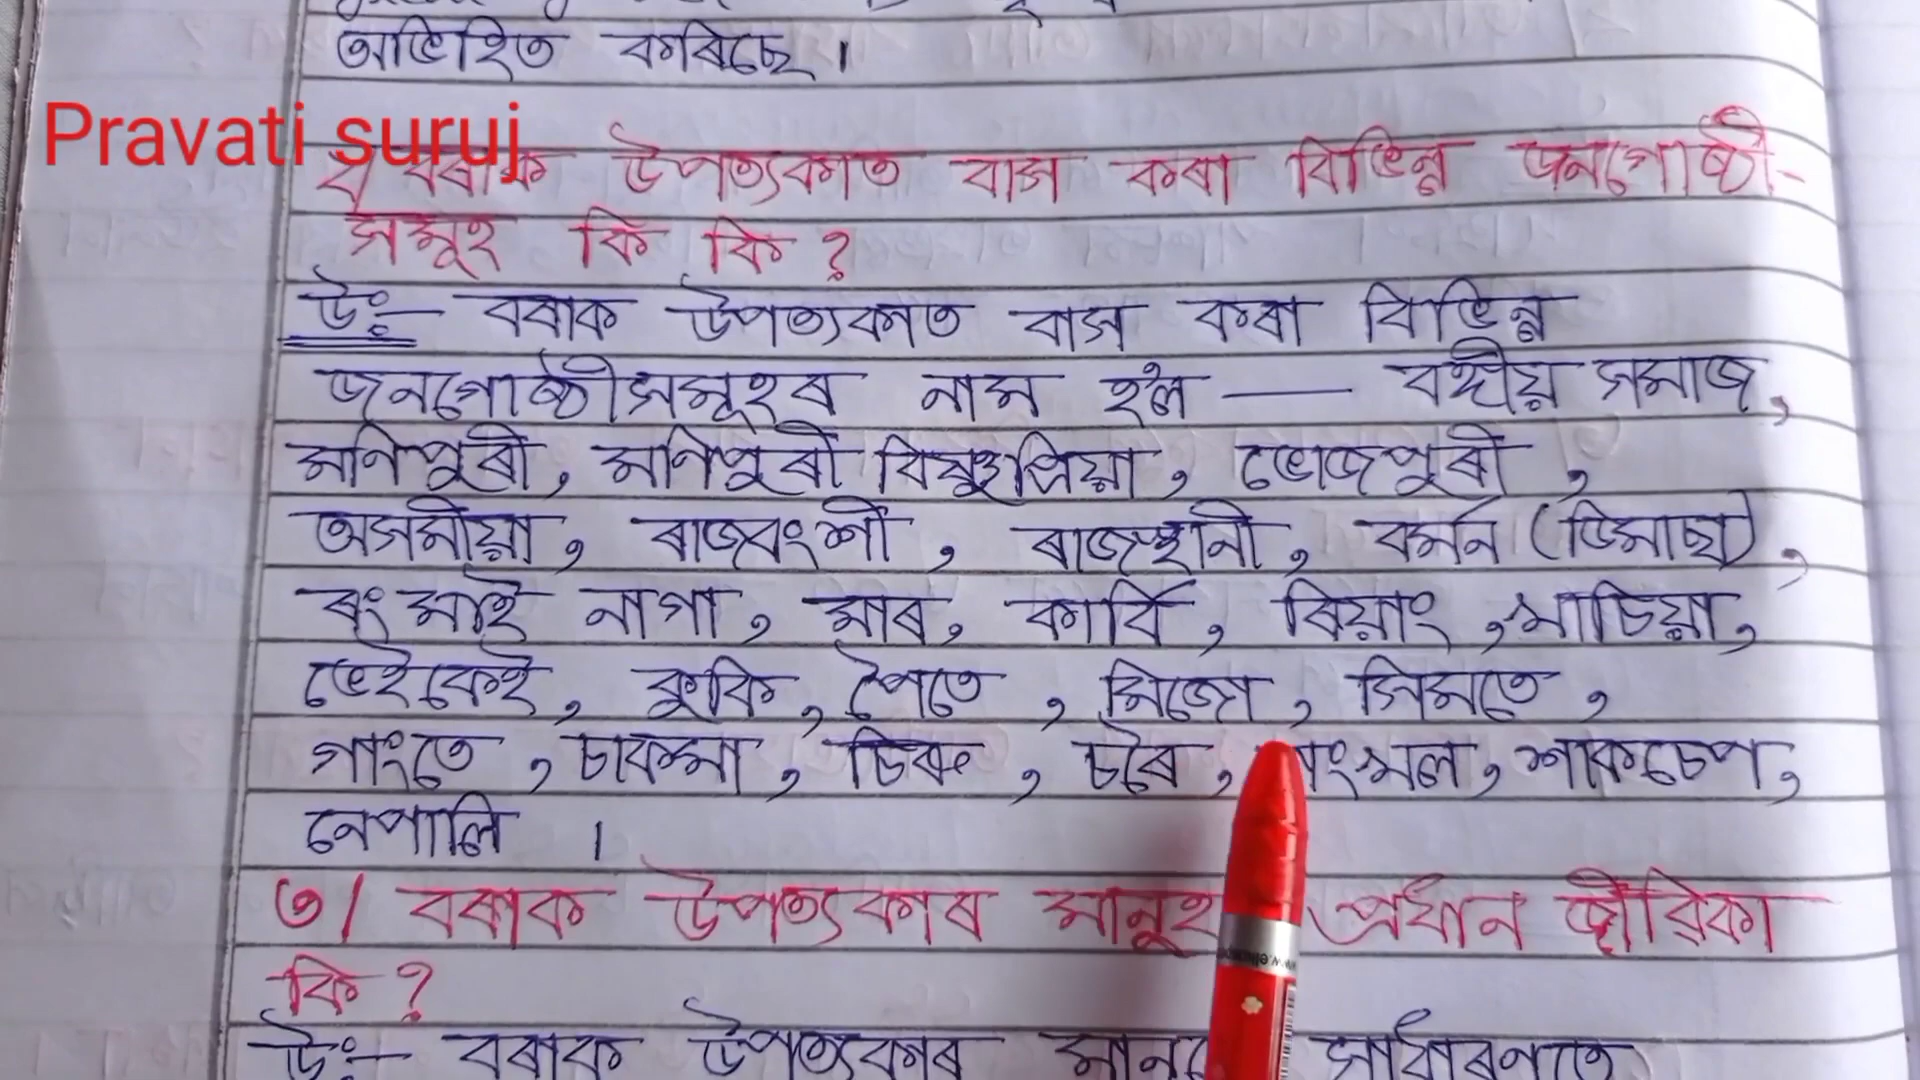 অভিহিত কৰিছে।
Pravati suruj
২/ বৰাক উপত্যকাত বাস কৰা বিভিন্ন জনগোষ্ঠী-
সমূহ কি কি?
উঃ— বৰাক উপত্যকাত বাস কৰা বিভিন্ন
জনগোষ্ঠীসমূহৰ নাম হ'ল — বঙ্গীয় সমাজ,
মণিপুৰী, মণিপুৰী বিষ্ণুপ্ৰিয়া, ভোজপুৰী,
অসমীয়া, ৰাজবংশী, ৰাজস্থানী, বৰ্মন (ডিমাছা),
ৰংমাই নাগা, মাৰ, কাৰ্বি, ৰিয়াং, খাচিয়া,
ভেইকেই, কুকি, পৈতে, মিজো, সিমতে,
গাংতে, চাকমা, চিৰু, চৰৈ, খংমল, শাকচেপ,
নেপালি।
৩/ বৰাক উপত্যকাৰ মানুহ প্ৰধান জীৱিকা
কি?
উঃ— বৰাক উপত্যকাৰ সাধাৰণতে